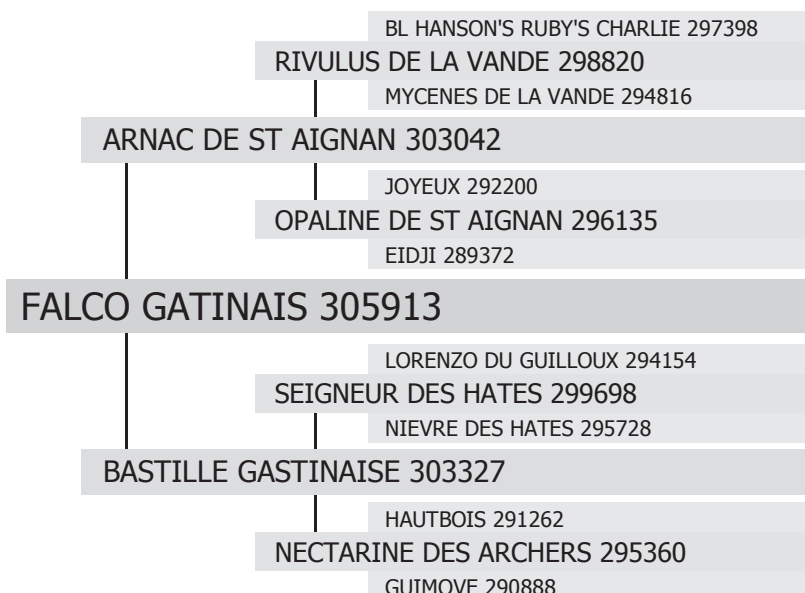 BL HANSON'S RUBY'S CHARLIE 297398
RIVULUS DE LA VANDE 298820
MYCENES DE LA VANDE 294816
ARNAC DE ST AIGNAN 303042
JOYEUX 292200
OPALINE DE ST AIGNAN 296135
EIDJI 289372
FALCO GATINAIS 305913
LORENZO DU GUILLOUX 294154
SEIGNEUR DES HATES 299698
NIEVRE DES HATES 295728
BASTILLE GASTINAISE 303327
HAUTBOIS 291262
NECTARINE DES ARCHERS 295360
GUIMOVE 290888